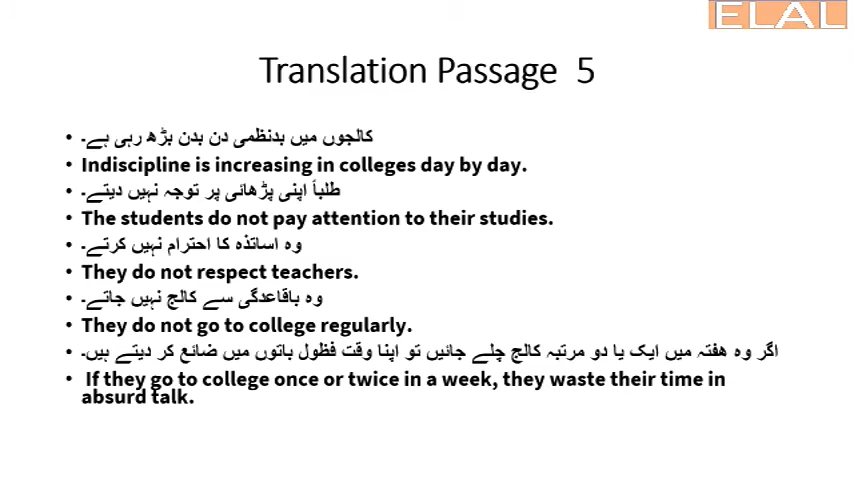 ELAL
Translation Passage 5
• کالجوں میں بدنظمی دن بدن بڑھ رہی ہے۔
• Indiscipline is increasing in colleges day by day.
• طلباً اپنی پڑھائی پر توجہ نہیں دیتے۔
• The students do not pay attention to their studies.
• وہ اساتذہ کا احترام نہیں کرتے۔
• They do not respect teachers.
• وہ باقاعدگی سے کالج نہیں جاتے۔
• They do not go to college regularly.
• اگر وہ ھفتہ میں ایک یا دو مرتبہ کالج چلے جائیں تو اپنا وقت فظول باتوں میں ضائع کر دیتے ہیں۔
• If they go to college once or twice in a week, they waste their time in
absurd talk.